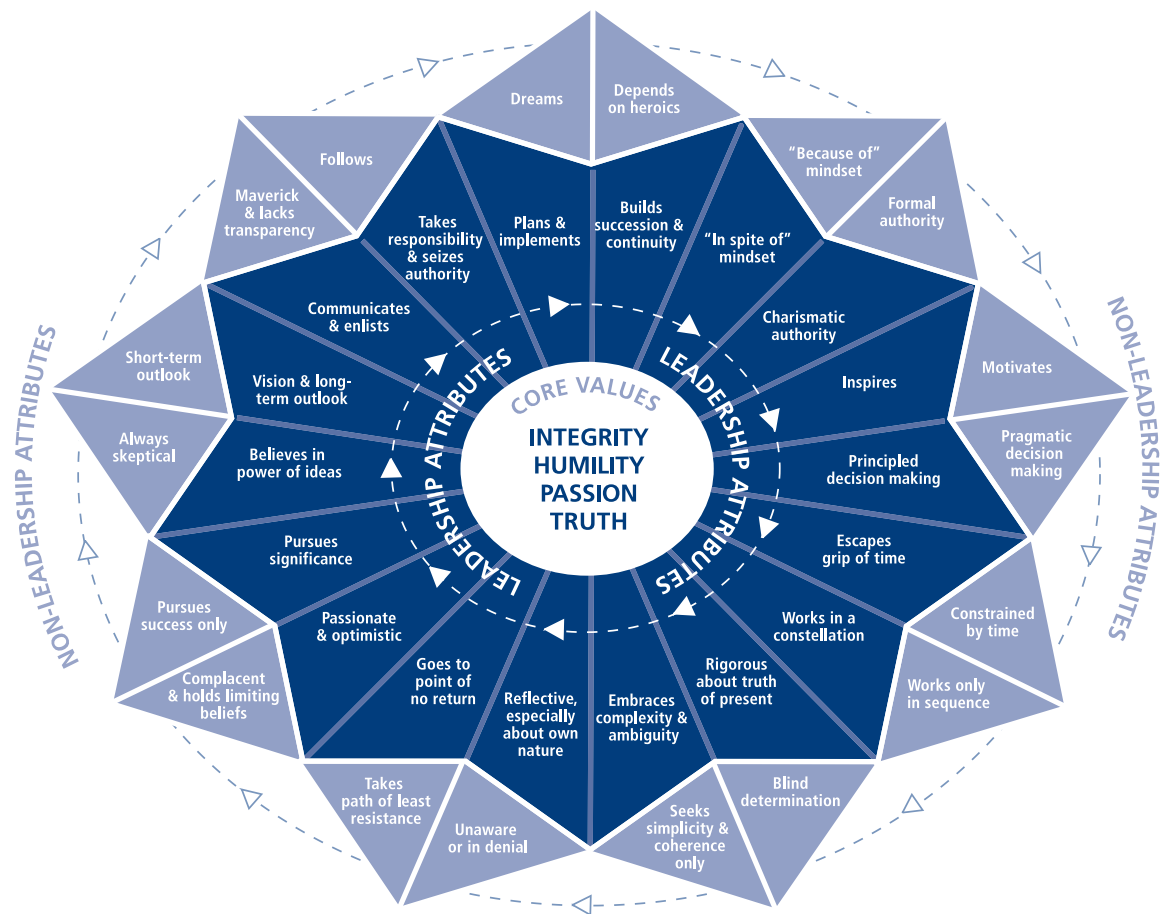 Dreams
Depends
on heroics
"Because of"
mindset
Formal
authority
Motivates
Pragmatic
decision
making
Constrained
by time
Works only
in sequence
Blind
determination
Seeks
simplicity &
coherence
only
Unaware
or in denial
Takes
path of least
resistance
Complacent
& holds limiting
beliefs
Pursues
success only
Always
skeptical
Short-term
outlook
Maverick
& lacks
transparency
Follows
Plans &
implements
Builds
succession &
continuity
"In spite of"
mindset
Charismatic
authority
Inspires
Principled
decision making
Escapes
grip of time
Works in a
constellation
Rigorous
about truth
of present
Embraces
complexity &
ambiguity
Reflective,
especially
about own
nature
Goes to
point of
no return
Passionate
& optimistic
Pursues
significance
Believes in
power of ideas
Vision & long-
term outlook
Communicates
& enlists
Takes
responsibility
& seizes
authority
LEADERSHIP ATTRIBUTES
LEADERSHIP ATTRIBUTES
CORE VALUES
INTEGRITY
HUMILITY
PASSION
TRUTH
NON-LEADERSHIP ATTRIBUTES
NON-LEADERSHIP ATTRIBUTES